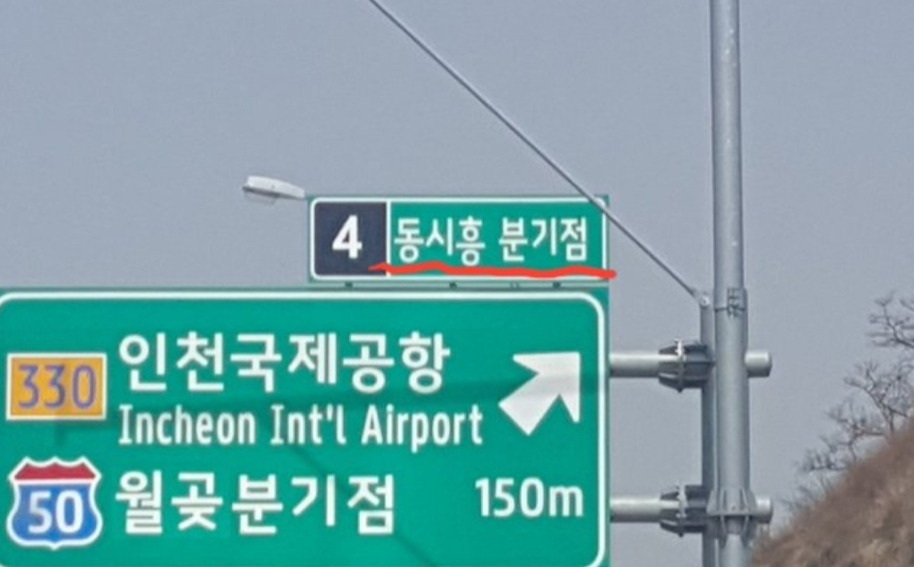 4 동시흥 분기점
330 인천국제공항
Incheon Int'l Airport
50 월곶분기점 150m